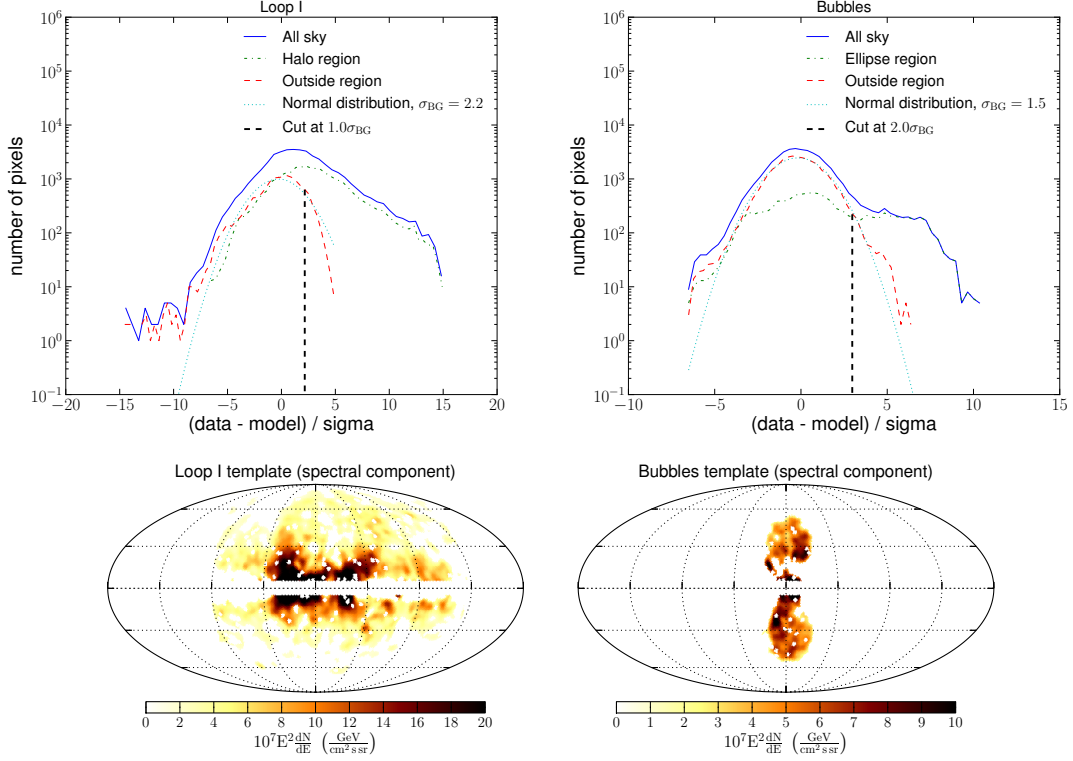 Loop I
All sky
Halo region
Outside region
Normal distribution, σBG = 2.2
Cut at 1.0σBG
number of pixels
10^6
10^5
10^4
10^3
10^2
10^1
10^0
10^-1
−20 −15 −10 −5 0 5 10 15 20
(data - model) / sigma
Bubbles
All sky
Ellipse region
Outside region
Normal distribution, σBG = 1.5
Cut at 2.0σBG
number of pixels
10^6
10^5
10^4
10^3
10^2
10^1
10^0
10^-1
−10 −5 0 5 10 15
(data - model) / sigma
Loop I template (spectral component)
0 2 4 6 8 10 12 14 16 18 20
10^7E^2 dN/dE (GeV/cm^2 s sr)
Bubbles template (spectral component)
0 1 2 3 4 5 6 7 8 9 10
10^7E^2 dN/dE (GeV/cm^2 s sr)